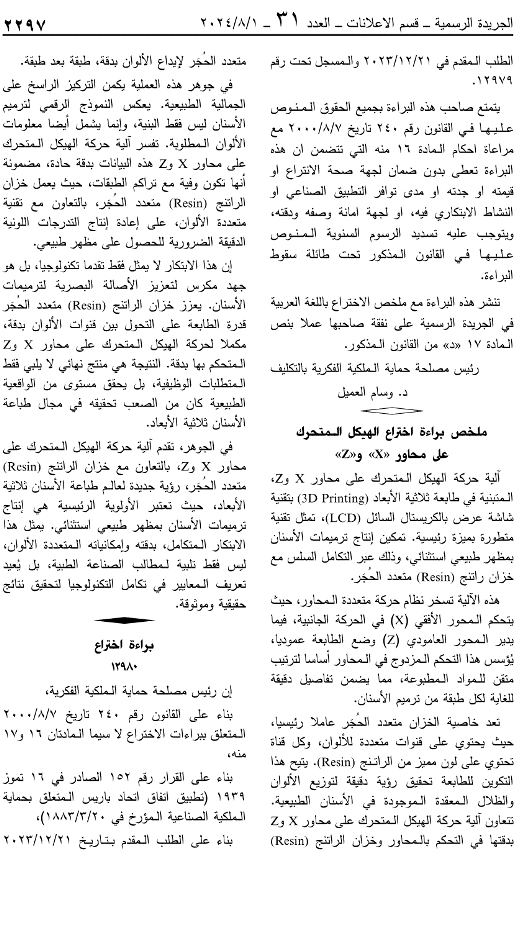 الجريدة الرسمية ــ قسم الاعلانات ــ العدد ٣١ ــ ٢٠٢٤/٨/١
٢٢٩٧
الطلب المقدم في ٢٠٢٣/١٢/٢١ والمسجل تحت رقم
١٢٩٧٩.
يتمتع صاحب هذه البراءة بجميع الحقوق المنـوص
عليها في القانون رقم ٢٤٠ تاريخ ٢٠٠٠/٨/٧ مع
مراعاة احكام المادة ١٦ منه التي تتضمن ان هذه
البراءة تعطى بدون ضمان لجهة صحة الانتراع او
قيمته او جدته او مدى توافر التطبيق الصناعي او
النشاط الابتكاري فيه، او لجهة امانة وصفه ودقته،
ويتوجب عليه تسديد الرسوم السنوية المنـوص
عليها في القانون المذكور تحت طائلة سقوط
البراءة.
تنشر هذه البراءة مع ملخص الاختراع باللغة العربية
في الجريدة الرسمية على نفقة صاحبها عملا بنص
المادة ١٧ «د» من القانون المذكور.
رئيس مصلحة حماية الملكية الفكرية بالتكليف
د. وسام العميل
ملخص براءة اختراع الهيكل المتحرك
على محاور «X» و«Z»
آلية حركة الهيكل المتحرك على محاور X وZ،
المتبنية في طابعة ثلاثية الأبعاد (3D Printing) بتقنية
شاشة عرض بالكريستال السائل (LCD)، تمثل تقنية
متطورة بميزة رئيسية. تمكين إنتاج ترميمات الأسنان
بمظهر طبيعي استثنائي، وذلك عبر التكامل السلس مع
خزان راتنج (Resin) متعدد الحُجَر.
هذه الآلية تسخر نظام حركة متعددة المحاور، حيث
يتحكم المحور الأفقي (X) في الحركة الجانبية، فيما
يدير المحور العامودي (Z) وضع الطابعة عموديا،
يُؤسس هذا التحكم المزدوج في المحاور أساسا لترتيب
متقن للمواد المطبوعة، مما يضمن تفاصيل دقيقة
للغاية لكل طبقة من ترميم الأسنان.
تعد خاصية الخزان متعدد الحُجَر عاملا رئيسيا،
حيث يحتوي على قنوات متعددة للألوان، وكل قناة
تحتوي على لون مميز من الراتنج (Resin). يتيح هذا
التكوين للطابعة تحقيق رؤية دقيقة لتوزيع الألوان
والظلال المعقدة الموجودة في الأسنان الطبيعية.
تتعاون آلية حركة الهيكل المتحرك على محاور X وZ
بدقتها في التحكم بالمحاور وخزان الراتنج (Resin)
متعدد الحُجَر لإيداع الألوان بدقة، طبقة بعد طبقة.
في جوهر هذه العملية يكمن التركيز الراسخ على
الجمالية الطبيعية. يعكس النموذج الرقمي لترميم
الأسنان ليس فقط البنية، وإنما يشمل أيضا معلومات
الألوان المطلوبة. تفسر آلية حركة الهيكل المتحرك
على محاور X وZ هذه البيانات بدقة حادة، مضمونة
أنها تكون وفية مع تراكم الطبقات، حيث يعمل خزان
الراتنج (Resin) متعدد الحُجَر، بالتعاون مع تقنية
متعددة الألوان، على إعادة إنتاج التدرجات اللونية
الدقيقة الضرورية للحصول على مظهر طبيعي.
إن هذا الابتكار لا يمثل فقط تقدما تكنولوجيا، بل هو
جهد مكرس لتعزيز الأصالة البصرية لترميمات
الأسنان. يعزز خزان الراتنج (Resin) متعدد الحُجَر
قدرة الطابعة على التحول بين قنوات الألوان بدقة،
مكملا لحركة الهيكل المتحرك على محاور X وZ
المتحكم بها بدقة. النتيجة هي منتج نهائي لا يلبي فقط
المتطلبات الوظيفية، بل يحقق مستوى من الواقعية
الطبيعية كان من الصعب تحقيقه في مجال طباعة
الأسنان ثلاثية الأبعاد.
في الجوهر، تقدم آلية حركة الهيكل المتحرك على
محاور X وZ، بالتعاون مع خزان الراتنج (Resin)
متعدد الحُجَر، رؤية جديدة لعالم طباعة الأسنان ثلاثية
الأبعاد، حيث تعتبر الأولوية الرئيسية هي إنتاج
ترميمات الأسنان بمظهر طبيعي استثنائي. يمثل هذا
الابتكار المتكامل، بدقته وإمكانياته المتعددة الألوان،
ليس فقط تلبية لمطالب الصناعة الطبية، بل يُعيد
تعريف المعايير في تكامل التكنولوجيا لتحقيق نتائج
حقيقية وموثوقة.
براءة اختراع
١٣٩٨٠
إن رئيس مصلحة حماية الملكية الفكرية،
بناء على القانون رقم ٢٤٠ تاريخ ٢٠٠٠/٨/٧
المتعلق ببراءات الاختراع لا سيما المادتان ١٦ و١٧
منه،
بناء على القرار رقم ١٥٢ الصادر في ١٦ تموز
١٩٣٩ (تطبيق اتفاق اتحاد باريس المتعلق بحماية
الملكية الصناعية المؤرخ في ١٨٨٣/٣/٢٠)،
بناء على الطلب المقدم بتاريخ ٢٠٢٣/١٢/٢١